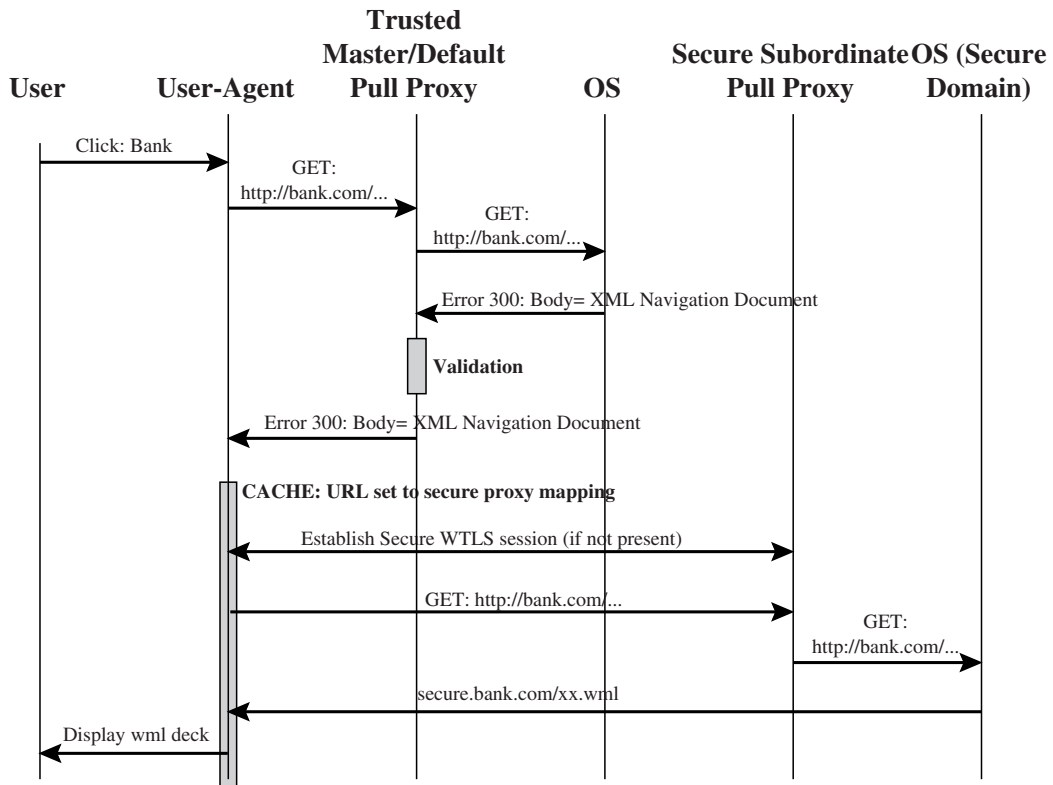 Trusted
Master/Default
Pull Proxy
Secure Subordinate
Pull Proxy
OS (Secure
Domain)
User
User-Agent
OS
Click: Bank
GET:
http://bank.com/...
GET:
http://bank.com/...
Error 300: Body= XML Navigation Document
Validation
Error 300: Body= XML Navigation Document
CACHE: URL set to secure proxy mapping
Establish Secure WTLS session (if not present)
GET: http://bank.com/...
GET:
http://bank.com/...
secure.bank.com/xx.wml
Display wml deck